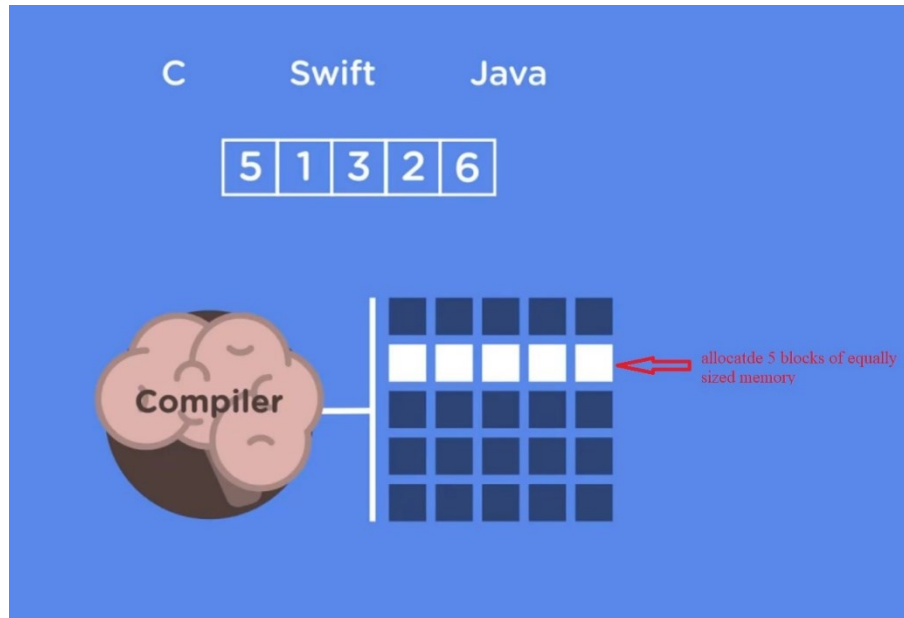 C Swift Java
5 1 3 2 6
Compiler
allocatde 5 blocks of equally
sized memory